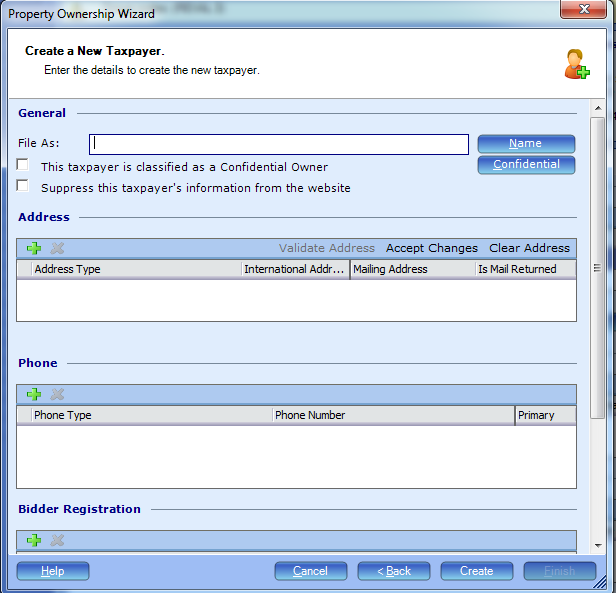 Property Ownership Wizard
Create a New Taxpayer.
Enter the details to create the new taxpayer.
General
File As:
Name
This taxpayer is classified as a Confidential Owner
Confidential
Suppress this taxpayer's information from the website
Address
Validate Address Accept Changes Clear Address
Address Type International Addr... Mailing Address Is Mail Returned
Phone
Phone Type Phone Number Primary
Bidder Registration
Help Cancel < Back Create Finish